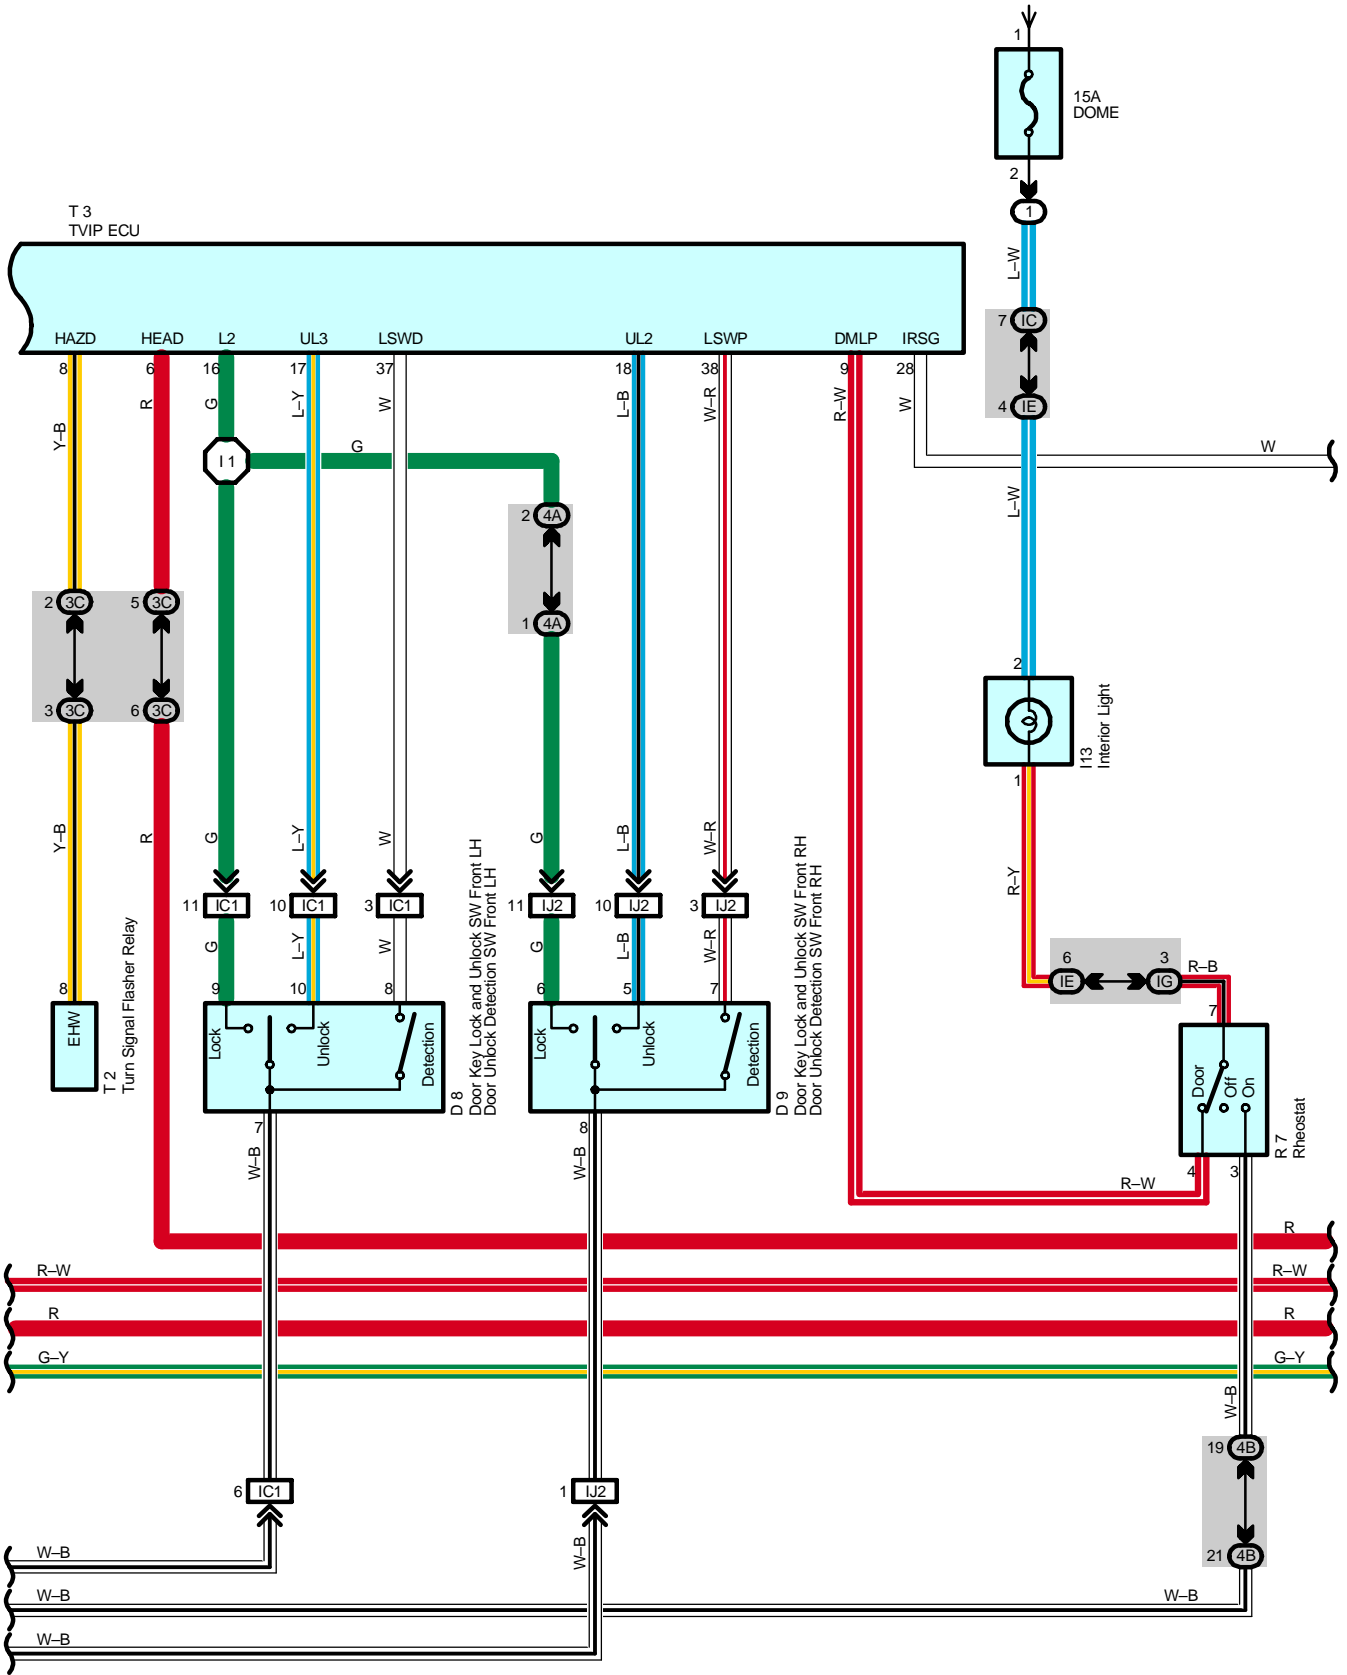 1
15A
DOME
2
1
T 3
TVIP ECU
L–W
7 IC
HAZD HEAD L2 UL3 LSWD UL2 LSWP DMLP IRSG
8 6 16 17 37 18 38 9 28
Y–B R G L–Y W L–B W–R R–W W
4 IE
I 1
G
W
L–W
2 4A
1 4A
2 3C 5 3C
3 3C 6 3C
2
I13
Interior Light
1
Y–B R G L–Y W G L–B W–R
R–Y
11 IC1 10 IC1 3 IC1 11 IJ2 10 IJ2 3 IJ2
G L–Y W G L–B W–R
6 3
IE IG
R–B
8 9 10 8 6 5 7
7
EHW
T 2
Turn Signal Flasher Relay
Lock Unlock Detection
D 8
Door Key Lock and Unlock SW Front LH
Door Unlock Detection SW Front LH
Lock Unlock Detection
D 9
Door Key Lock and Unlock SW Front RH
Door Unlock Detection SW Front RH
Door Off On
R 7
Rheostat
7 8
W–B W–B
4 3
R–W
R
R–W R–W
R R
G–Y G–Y
W–B
19 4B
6 IC1 1 IJ2
W–B
21 4B
W–B
W–B W–B
W–B